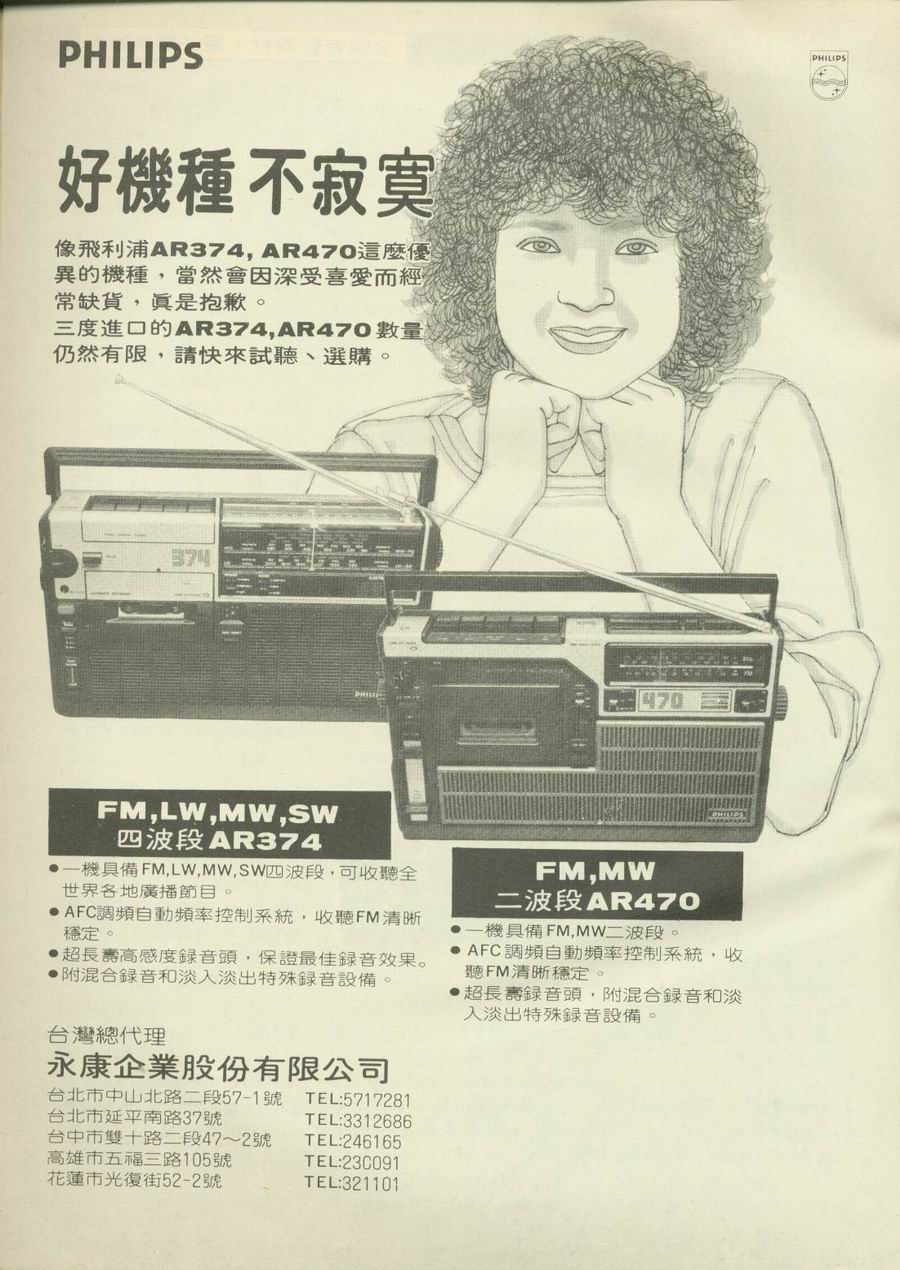 PHILIPS
PHILIPS
好機種 不寂寞
像飛利浦AR374, AR470這麼優
異的機種，當然會因深受喜愛而經
常缺貨，眞是抱歉。
三度進口的AR374,AR470數量
仍然有限，請快來試聽、選購。
374
PHILI
470
PHILIPS
FM,LW,MW,SW
四波段AR374
●一機具備FM,LW,MW,SW四波段，可收聽全
世界各地廣播節目。
●AFC調頻自動頻率控制系統，收聽FM清晰
穩定。
●超長壽高感度録音頭，保證最佳録音效果。
●附混合録音和淡入淡出特殊録音設備。
FM,MW
二波段AR470
●一機具備FM,MW二波段。
●AFC調頻自動頻率控制系統，收
聽FM清晰穩定。
●超長壽録音頭，附混合録音和淡
入淡出特殊録音設備。
台灣總代理
永康企業股份有限公司
台北市中山北路二段57-1號 TEL:5717281
台北市延平南路37號 TEL:3312686
台中市雙十路二段47～2號 TEL:246165
高雄市五福三路105號 TEL:230091
花蓮市光復街52-2號 TEL:321101